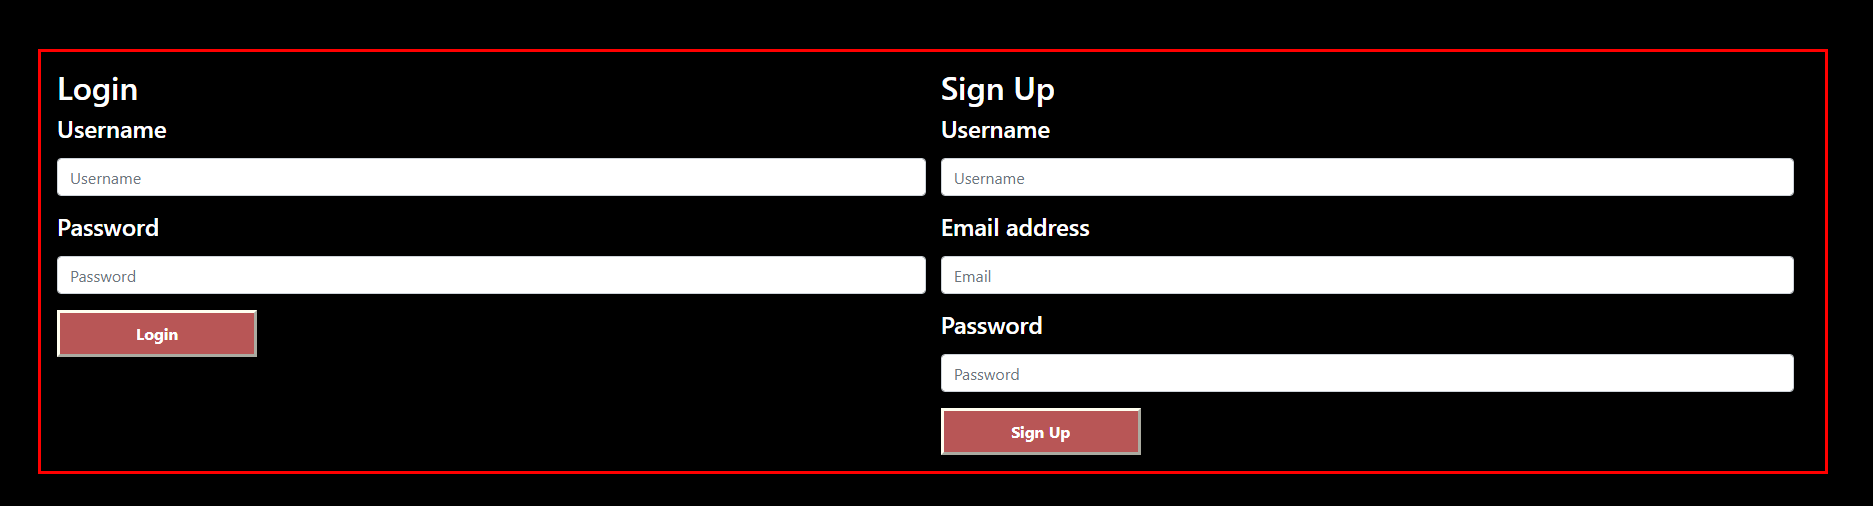 Login
Username
Username
Password
Password
Login
Sign Up
Username
Username
Email address
Email
Password
Password
Sign Up